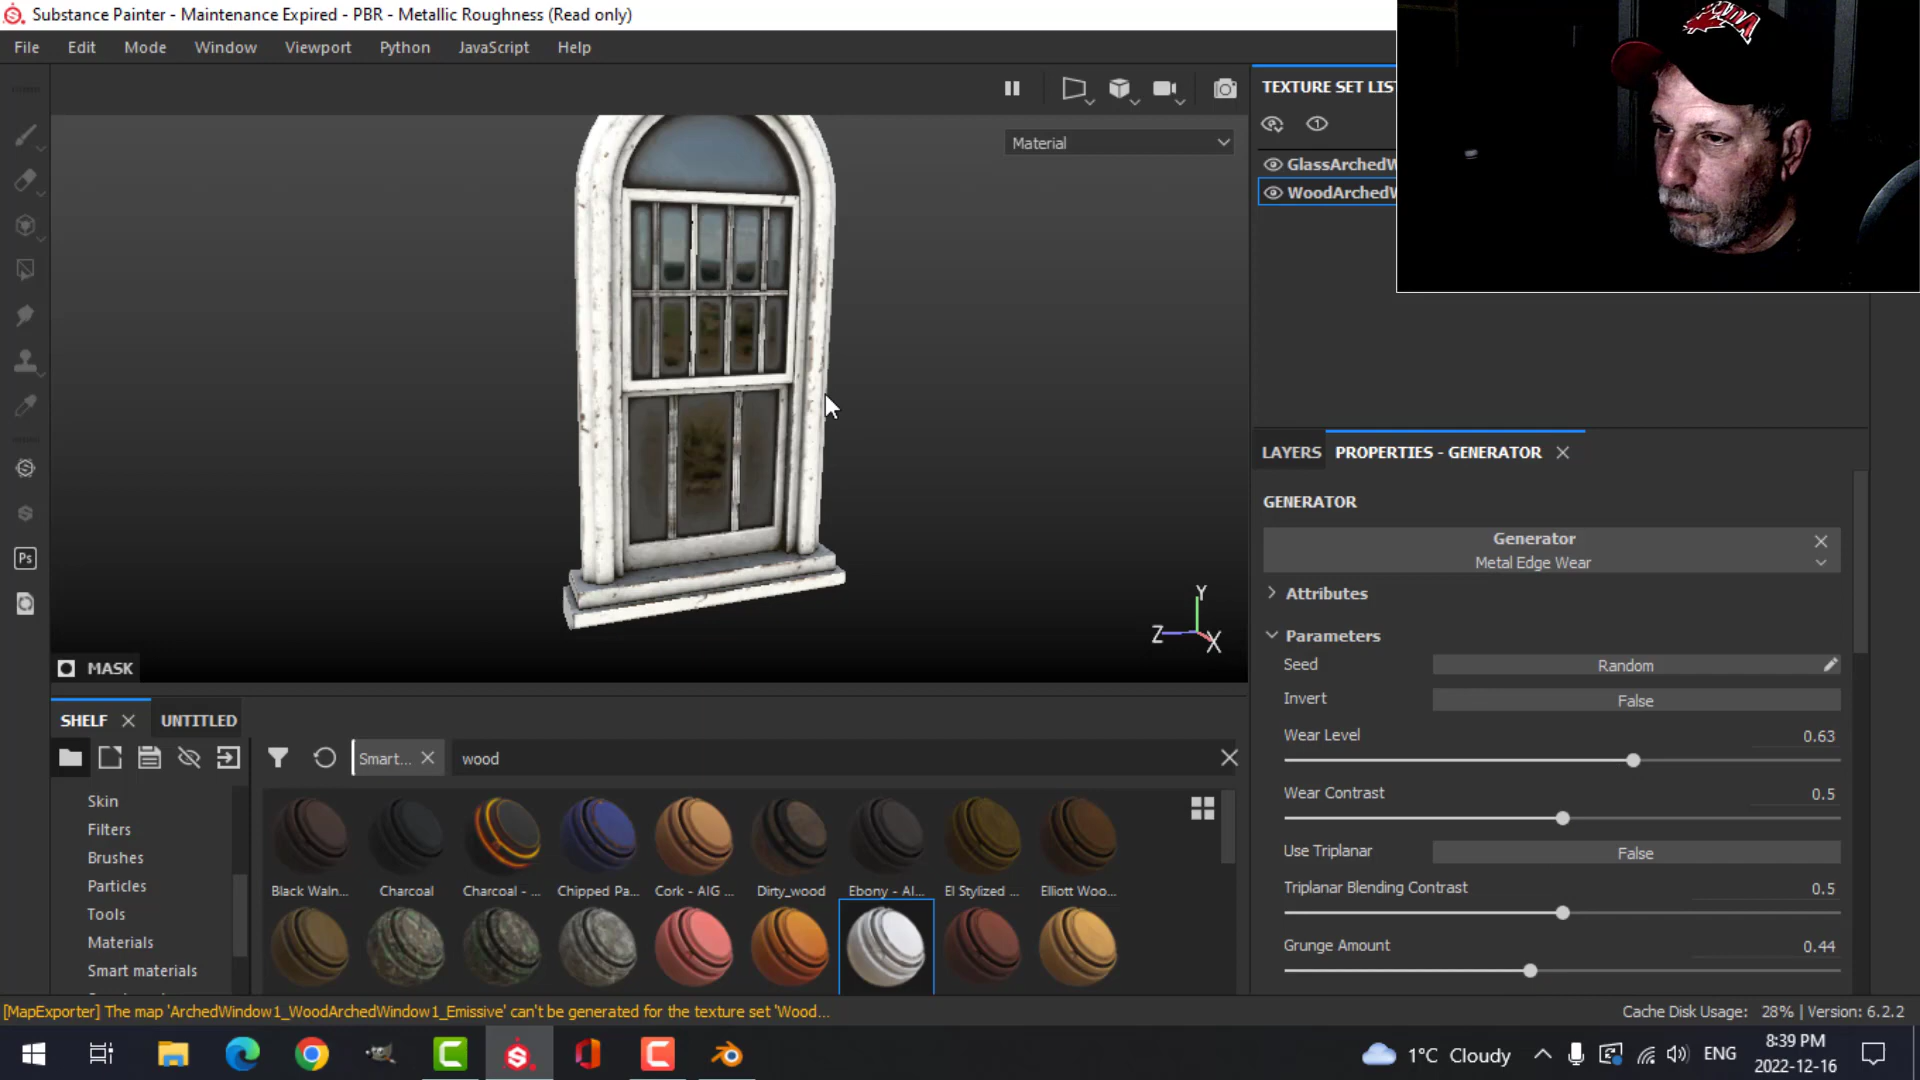 Substance Painter - Maintenance Expired - PBR - Metallic Roughness (Read only)
File Edit Mode Window Viewport Python JavaScript Help
TEXTURE SET LIS
Material
GlassArchedW
WoodArchedW
LAYERS PROPERTIES - GENERATOR
GENERATOR
Generator
Metal Edge Wear
Attributes
Parameters
Seed Random
Invert False
Wear Level 0.63
Wear Contrast 0.5
Use Triplanar False
Triplanar Blending Contrast 0.5
Grunge Amount 0.44
Y
Z X
MASK
SHELF UNTITLED
Smart... wood
Skin
Filters
Brushes
Particles
Tools
Materials
Smart materials
Black Waln... Charcoal Charcoal - ... Chipped Pa... Cork - AIG ... Dirty_wood Ebony - AI... El Stylized ... Elliott Woo...
Ps
[MapExporter] The map 'ArchedWindow1_WoodArchedWindow1_Emissive' can't be generated for the texture set 'Wood...
Cache Disk Usage: 28% | Version: 6.2.2
1°C Cloudy ENG 8:39 PM
2022-12-16